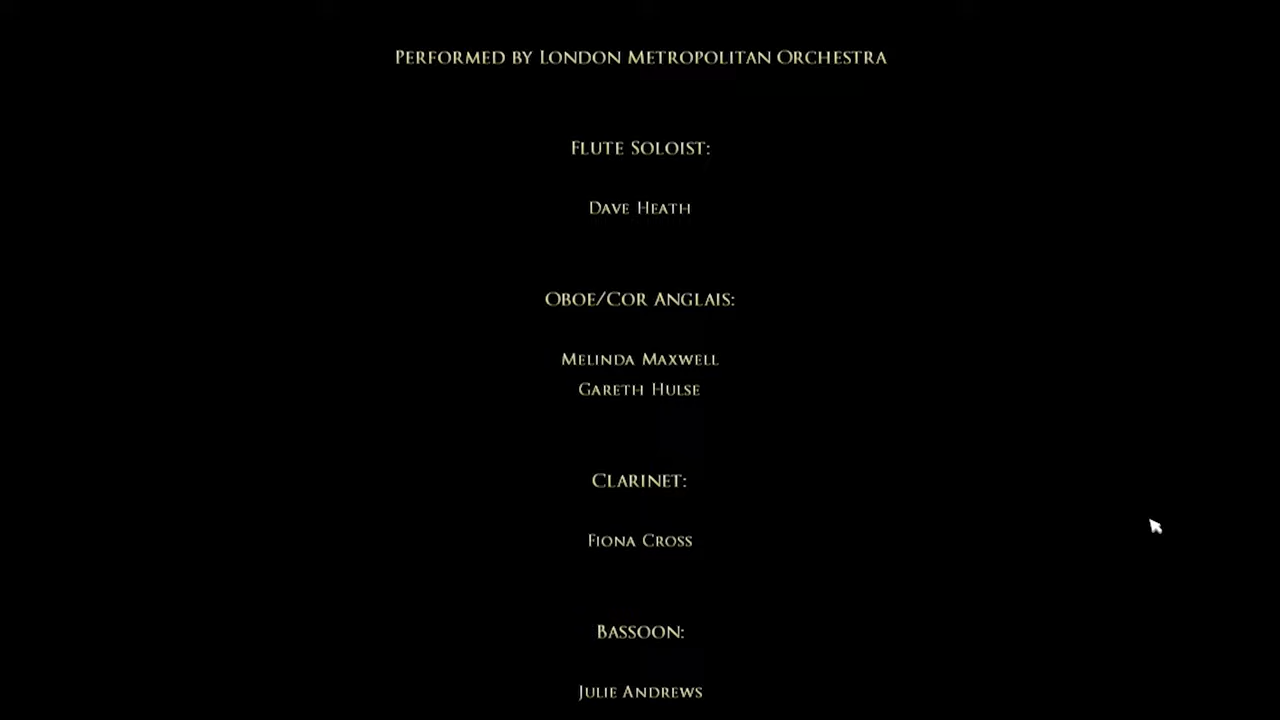 Performed by London Metropolitan Orchestra
Flute Soloist:
Dave Heath
Oboe/Cor Anglais:
Melinda Maxwell
Gareth Hulse
Clarinet:
Fiona Cross
Bassoon:
Julie Andrews